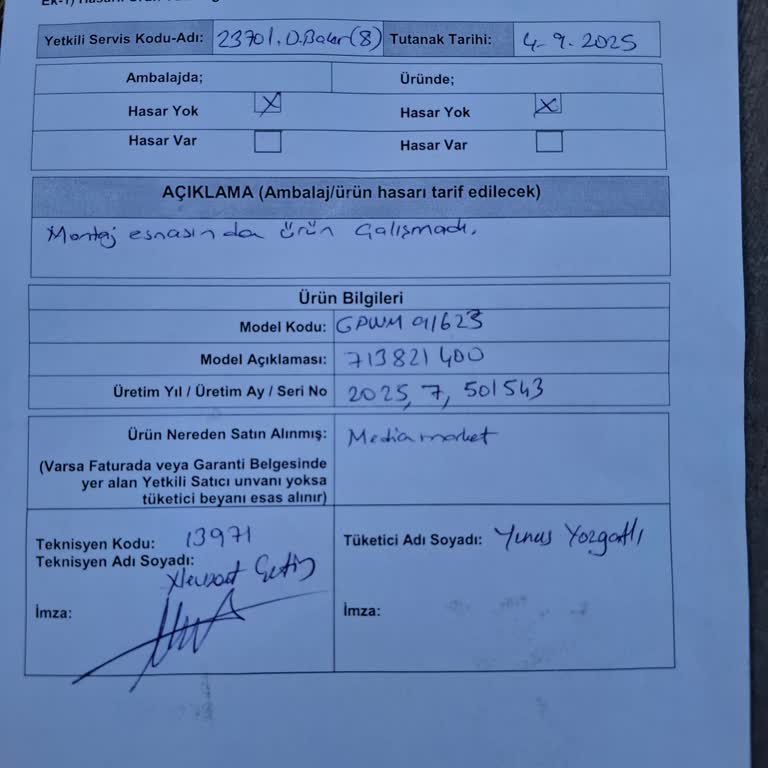 Yetkili Servis Kodu-Adı: 23701.D.Baker(8) Tutanak Tarihi: 4-9.2025
Ambalajda; Üründe;
Hasar Yok X Hasar Yok X
Hasar Var Hasar Var
AÇIKLAMA (Ambalaj/ürün hasarı tarif edilecek)
Montaj esnasında ürün çalışmadı.
Ürün Bilgileri
Model Kodu: GPWM 91623
Model Açıklaması: 713821400
Üretim Yıl / Üretim Ay / Seri No 2025, 7, 501543
Ürün Nereden Satın Alınmış: Mediamarket
(Varsa Faturada veya Garanti Belgesinde
yer alan Yetkili Satıcı unvanı yoksa
tüketici beyanı esas alınır)
Teknisyen Kodu: 13971
Teknisyen Adı Soyadı:
Çetin
İmza:
Tüketici Adı Soyadı: Yunus Yozgatlı
İmza: